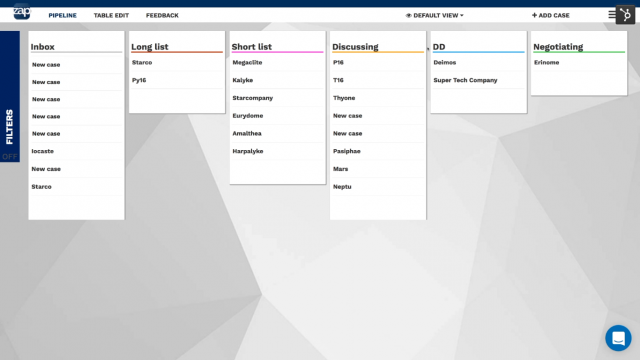 zap
PIPELINE
TABLE EDIT
FEEDBACK
DEFAULT VIEW
+ ADD CASE
FILTERS
OFF
Inbox
New case
New case
New case
New case
New case
Iocaste
New case
Starco
Long list
Starco
Py16
Short list
Megaclite
Kalyke
Starcompany
Eurydome
Amalthea
Harpalyke
Discussing
P16
T16
Thyone
New case
New case
Pasiphae
Mars
Neptu
DD
Deimos
Super Tech Company
Negotiating
Erinome